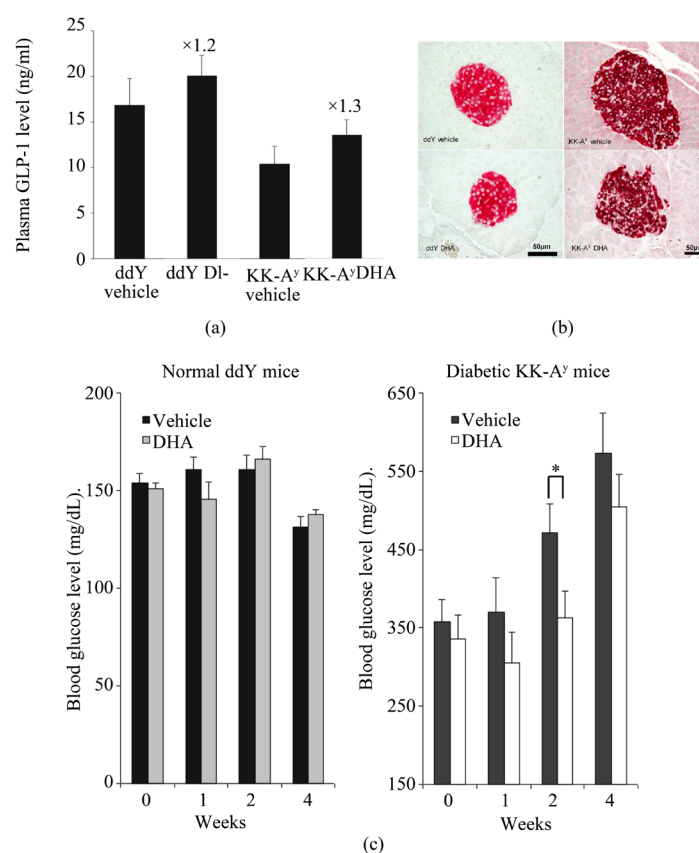 Plasma GLP-1 level (ng/ml)
25
20
15
10
5
0
×1.2
×1.3
ddY
vehicle
ddY Dl-
KK-Aʸ
vehicle
KK-AʸDHA
(a)
ddY vehicle
KK-Aʸ vehicle
ddY DHA
50μm
KK-Aʸ DHA
50μ
(b)
Normal ddY mice
Blood glucose level (mg/dL).
200
150
100
50
0
Vehicle
DHA
0 1 2 4
Weeks
Diabetic KK-Aʸ mice
Blood glucose level (mg/dL).
650
550
450
350
250
150
Vehicle
DHA
*
0 1 2 4
Weeks
(c)